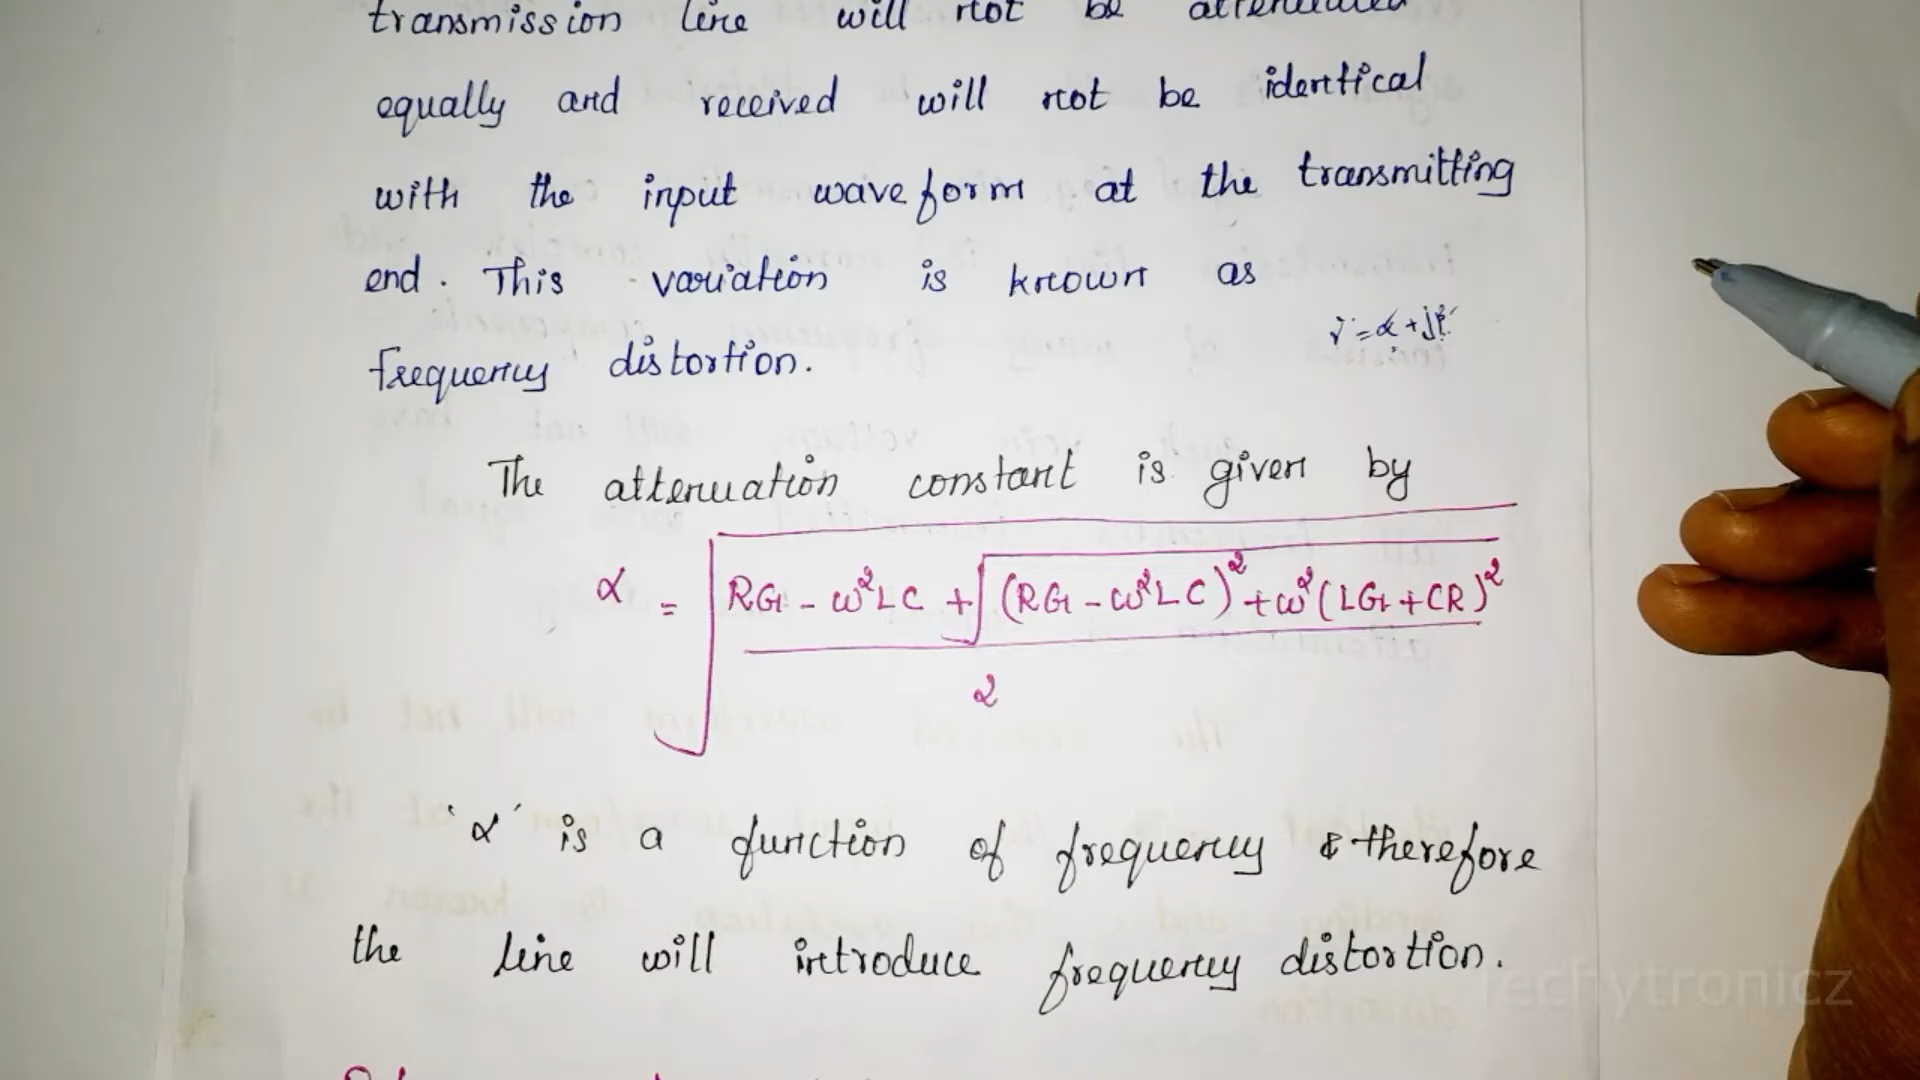 transmission line will not be attenuated
equally and received will not be identical
with the input waveform at the transmitting
end. This variation is known as
γ = α + jβ
frequency distortion.
The attenuation constant is given by
α = √((RG - ω²LC + √((RG - ω²LC)² + ω²(LG + CR)²)) / 2)
'α' is a function of frequency & therefore
the line will introduce frequency distortion.
Techytronicz